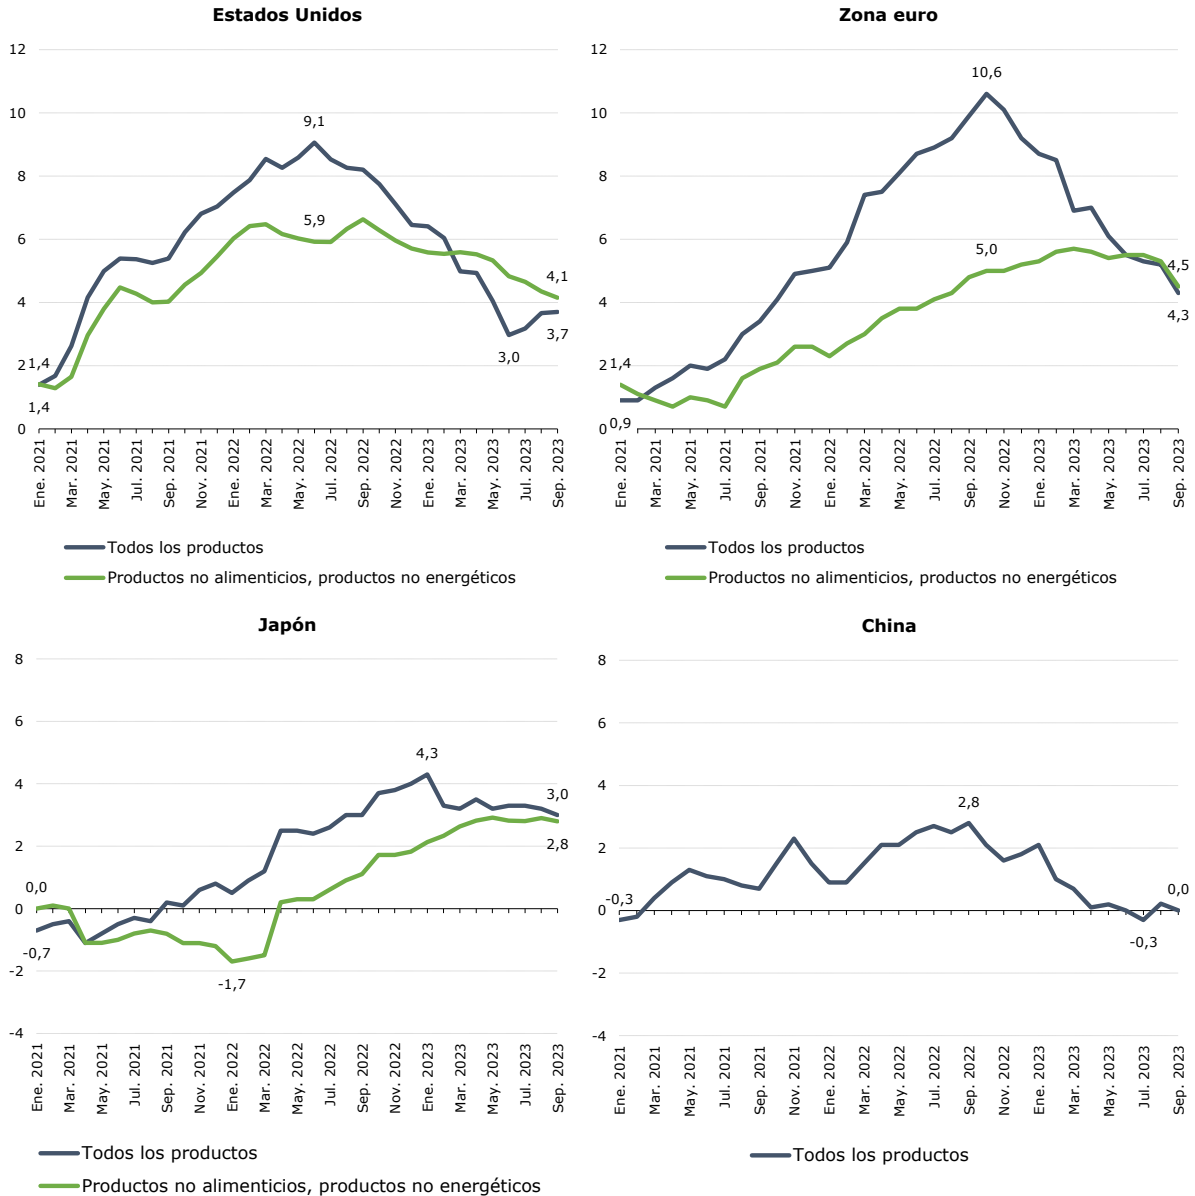 Estados Unidos
12
10
8
6
4
2
0
9,1
5,9
4,1
3,7
3,0
1,4
1,4
Ene. 2021
Mar. 2021
May. 2021
Jul. 2021
Sep. 2021
Nov. 2021
Ene. 2022
Mar. 2022
May. 2022
Jul. 2022
Sep. 2022
Nov. 2022
Ene. 2023
Mar. 2023
May. 2023
Jul. 2023
Sep. 2023
Todos los productos
Productos no alimenticios, productos no energéticos
Zona euro
12
10
8
6
4
2
0
10,6
5,0
4,5
4,3
1,4
0,9
Ene. 2021
Mar. 2021
May. 2021
Jul. 2021
Sep. 2021
Nov. 2021
Ene. 2022
Mar. 2022
May. 2022
Jul. 2022
Sep. 2022
Nov. 2022
Ene. 2023
Mar. 2023
May. 2023
Jul. 2023
Sep. 2023
Todos los productos
Productos no alimenticios, productos no energéticos
Japón
8
6
4
2
0
-2
-4
4,3
3,0
2,8
0,0
-0,7
-1,7
Ene. 2021
Mar. 2021
May. 2021
Jul. 2021
Sep. 2021
Nov. 2021
Ene. 2022
Mar. 2022
May. 2022
Jul. 2022
Sep. 2022
Nov. 2022
Ene. 2023
Mar. 2023
May. 2023
Jul. 2023
Sep. 2023
Todos los productos
Productos no alimenticios, productos no energéticos
China
8
6
4
2
0
-2
-4
2,8
-0,3
0,0
-0,3
Ene. 2021
Mar. 2021
May. 2021
Jul. 2021
Sep. 2021
Nov. 2021
Ene. 2022
Mar. 2022
May. 2022
Jul. 2022
Sep. 2022
Nov. 2022
Ene. 2023
Mar. 2023
May. 2023
Jul. 2023
Sep. 2023
Todos los productos